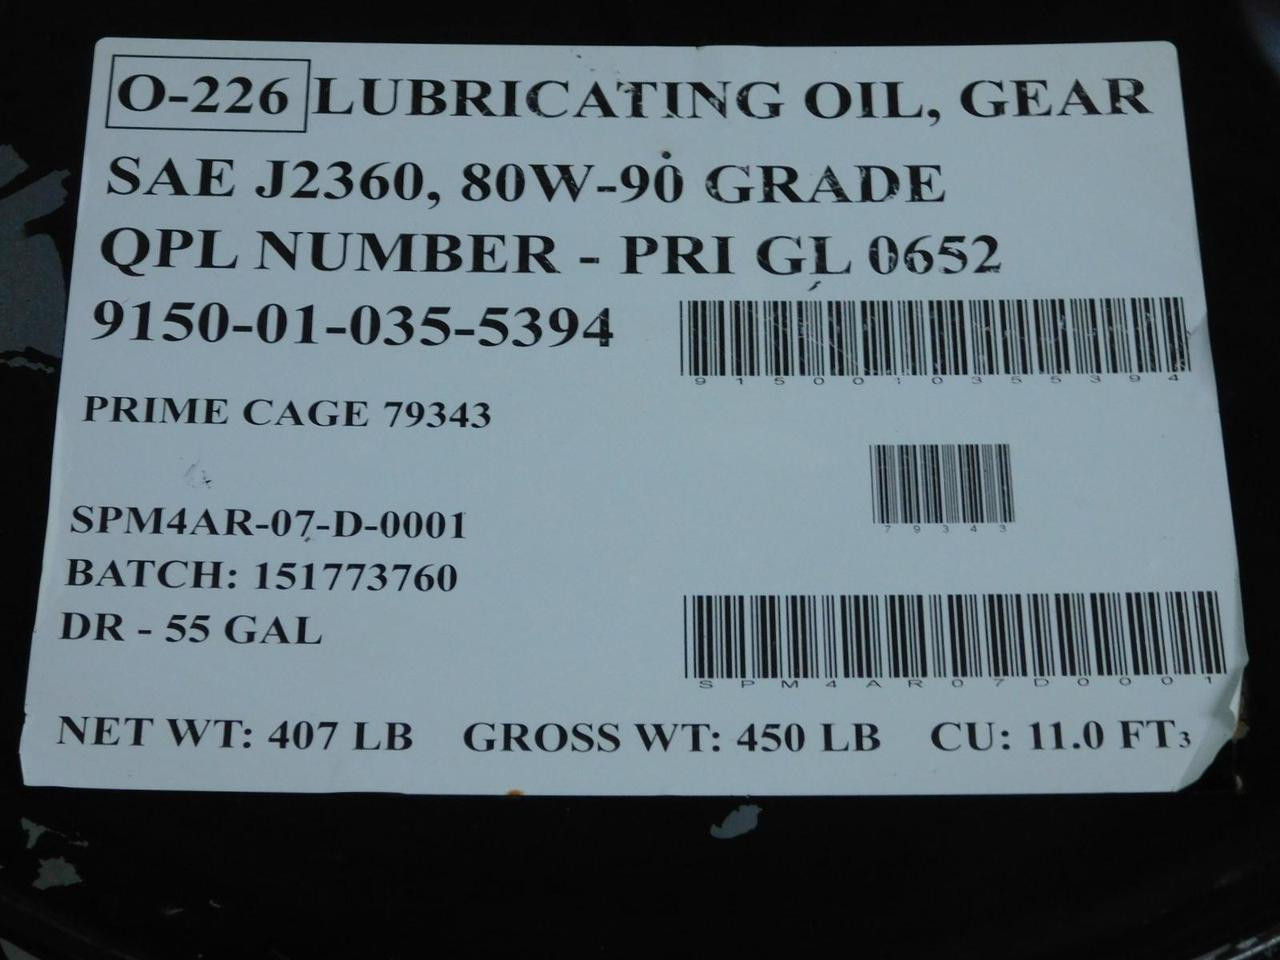 O-226 LUBRICATING OIL, GEAR
SAE J2360, 80W-90 GRADE
QPL NUMBER - PRI GL 0652
9150-01-035-5394
9150010355394
PRIME CAGE 79343
79343
SPM4AR-07-D-0001
BATCH: 151773760
DR - 55 GAL
SPM4AR07D0001
NET WT: 407 LB GROSS WT: 450 LB CU: 11.0 FT3